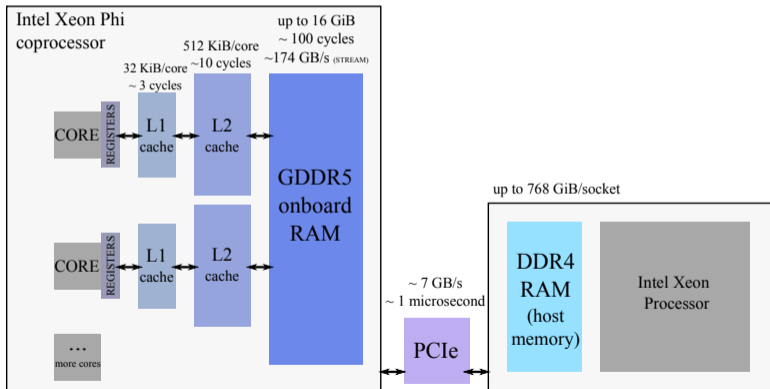 Intel Xeon Phi
coprocessor
32 KiB/core
~ 3 cycles
512 KiB/core
~10 cycles
up to 16 GiB
~ 100 cycles
~174 GB/s (STREAM)
CORE
REGISTERS
L1
cache
L2
cache
GDDR5
onboard
RAM
CORE
REGISTERS
L1
cache
L2
cache
...
more cores
~ 7 GB/s
~ 1 microsecond
PCIe
up to 768 GiB/socket
DDR4
RAM
(host
memory)
Intel Xeon
Processor